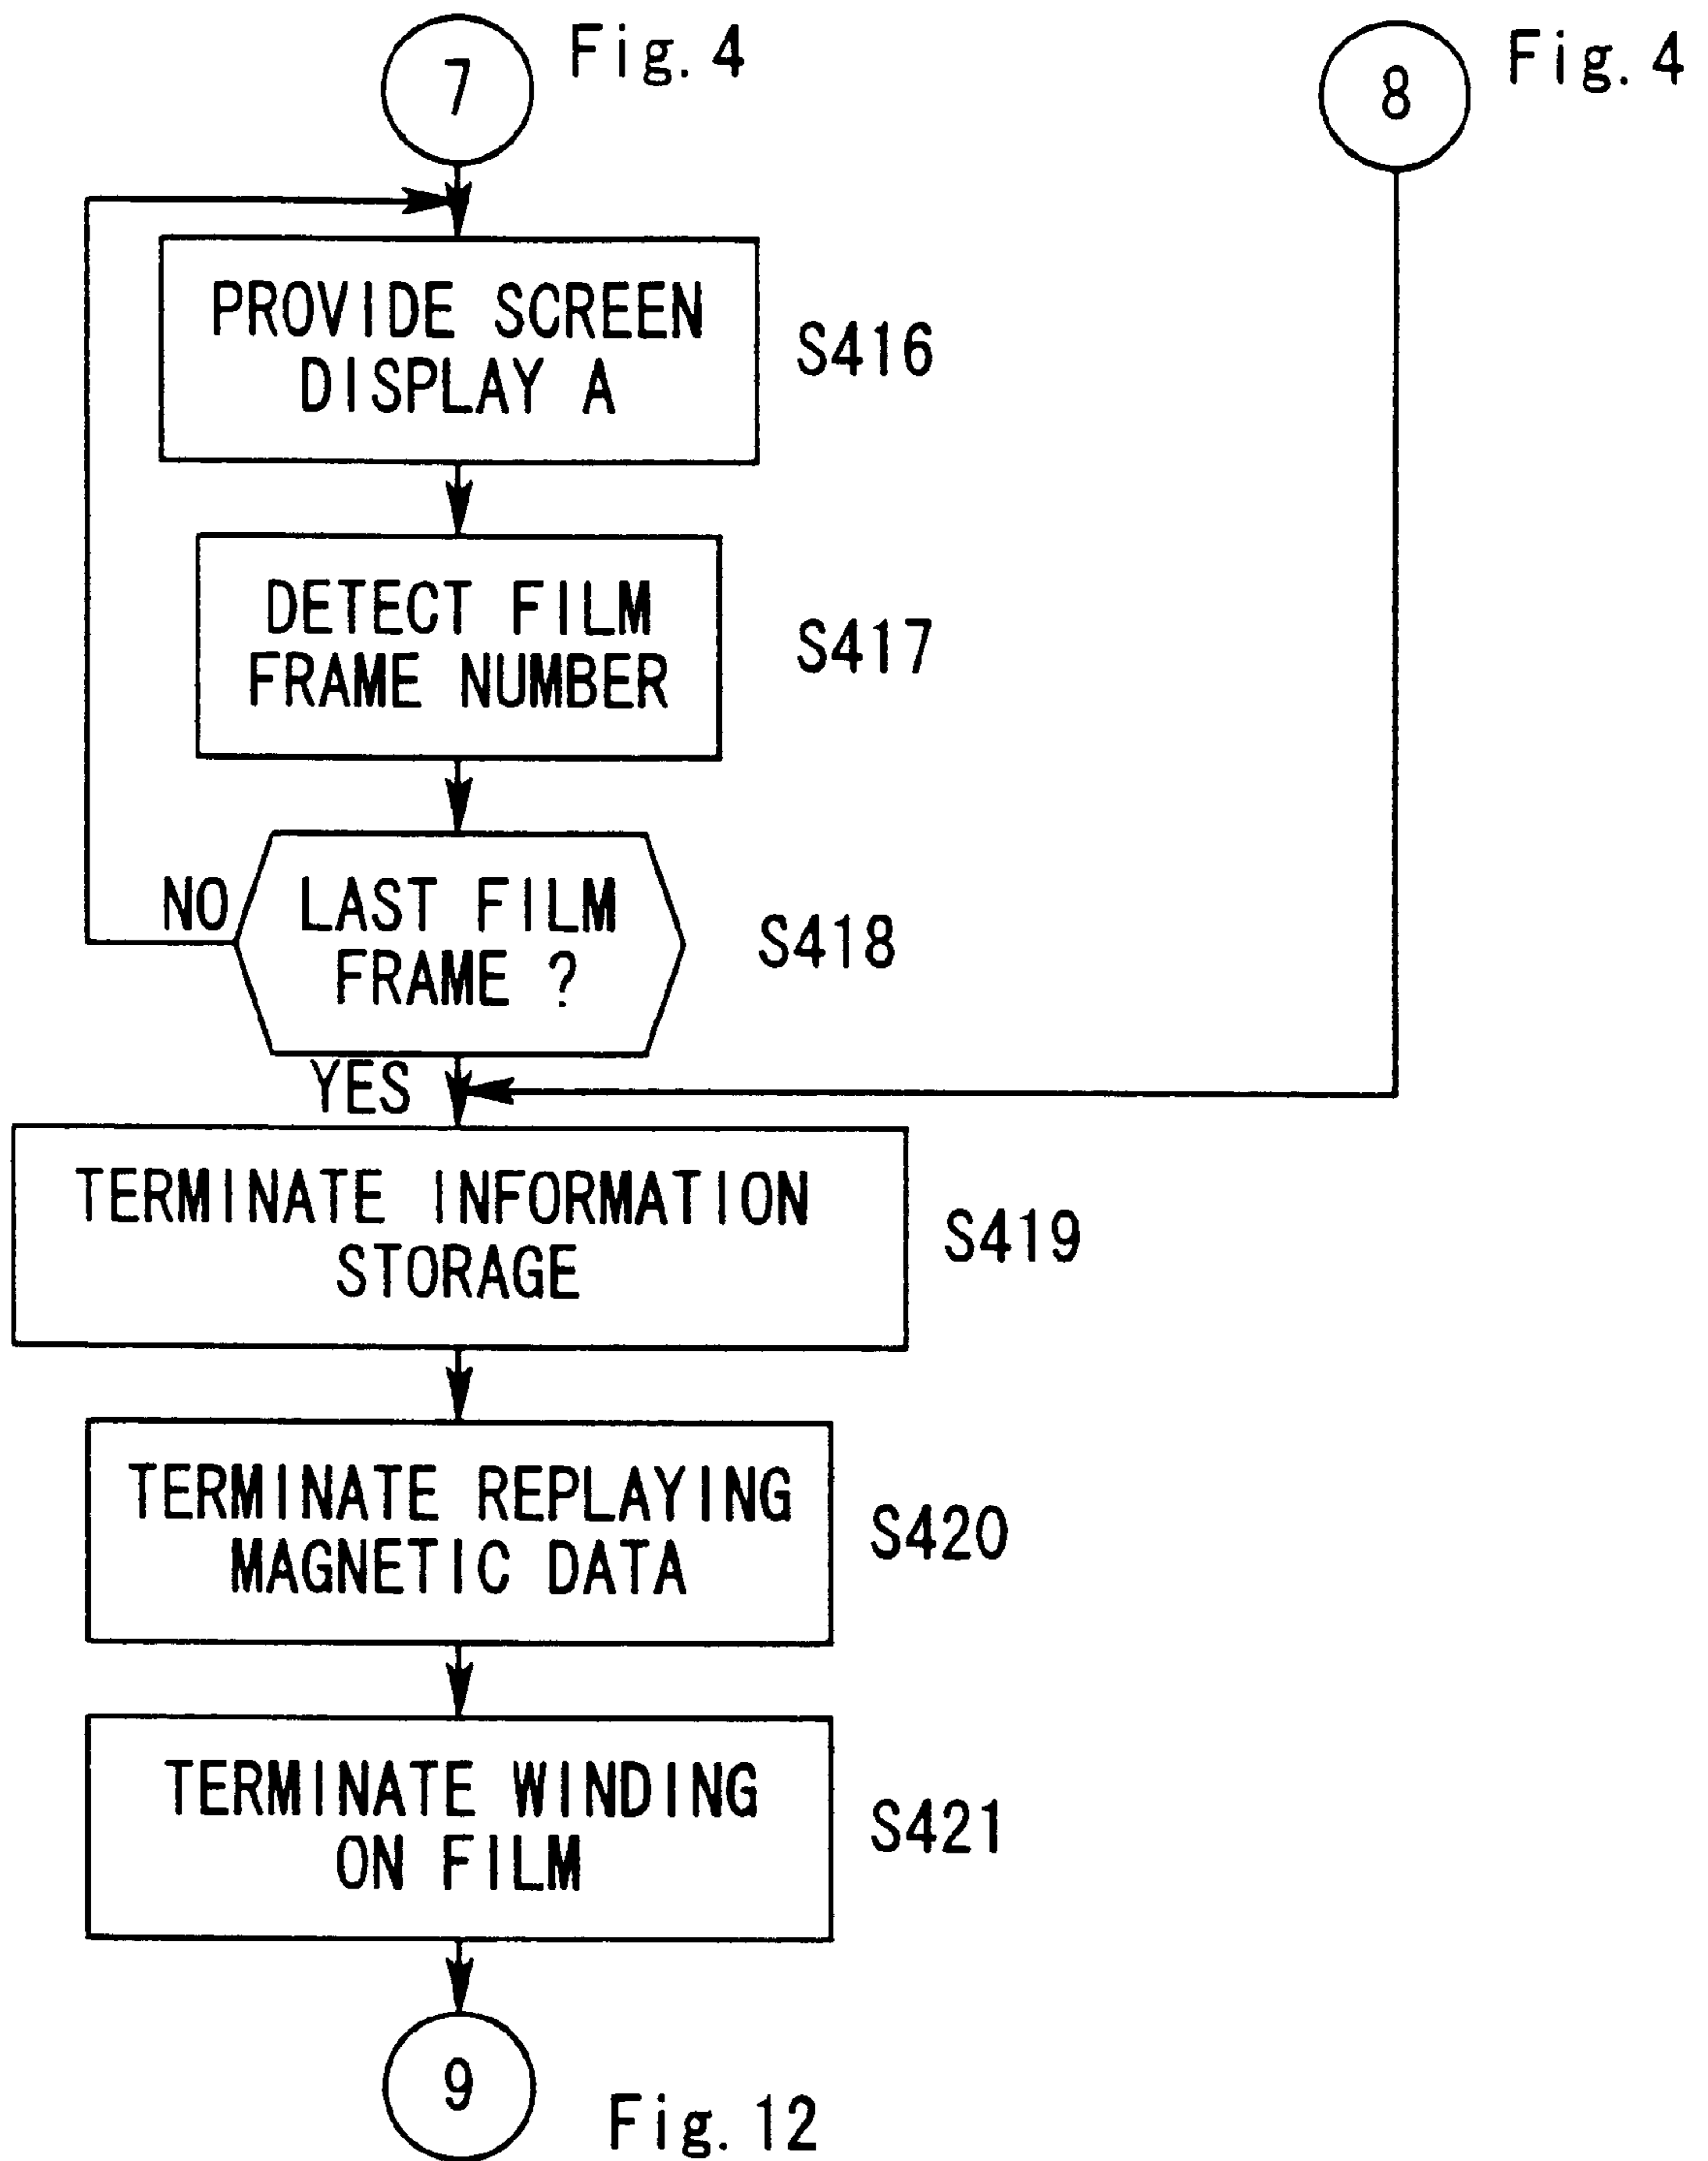 7
Fig. 4
8
Fig. 4
PROVIDE SCREEN
DISPLAY A
S416
DETECT FILM
FRAME NUMBER
S417
NO
LAST FILM
FRAME ?
S418
YES
TERMINATE INFORMATION
STORAGE
S419
TERMINATE REPLAYING
MAGNETIC DATA
S420
TERMINATE WINDING
ON FILM
S421
9
Fig. 12